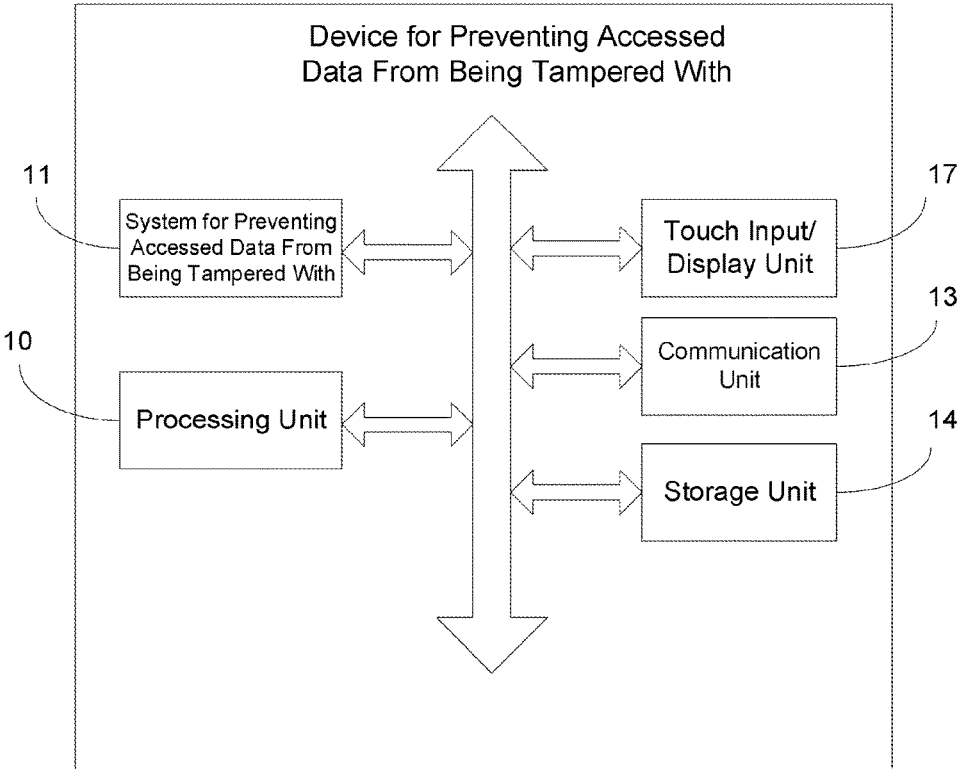 Device for Preventing Accessed
Data From Being Tampered With
11
System for Preventing
Accessed Data From
Being Tampered With
17
Touch Input/
Display Unit
10
Processing Unit
13
Communication
Unit
14
Storage Unit